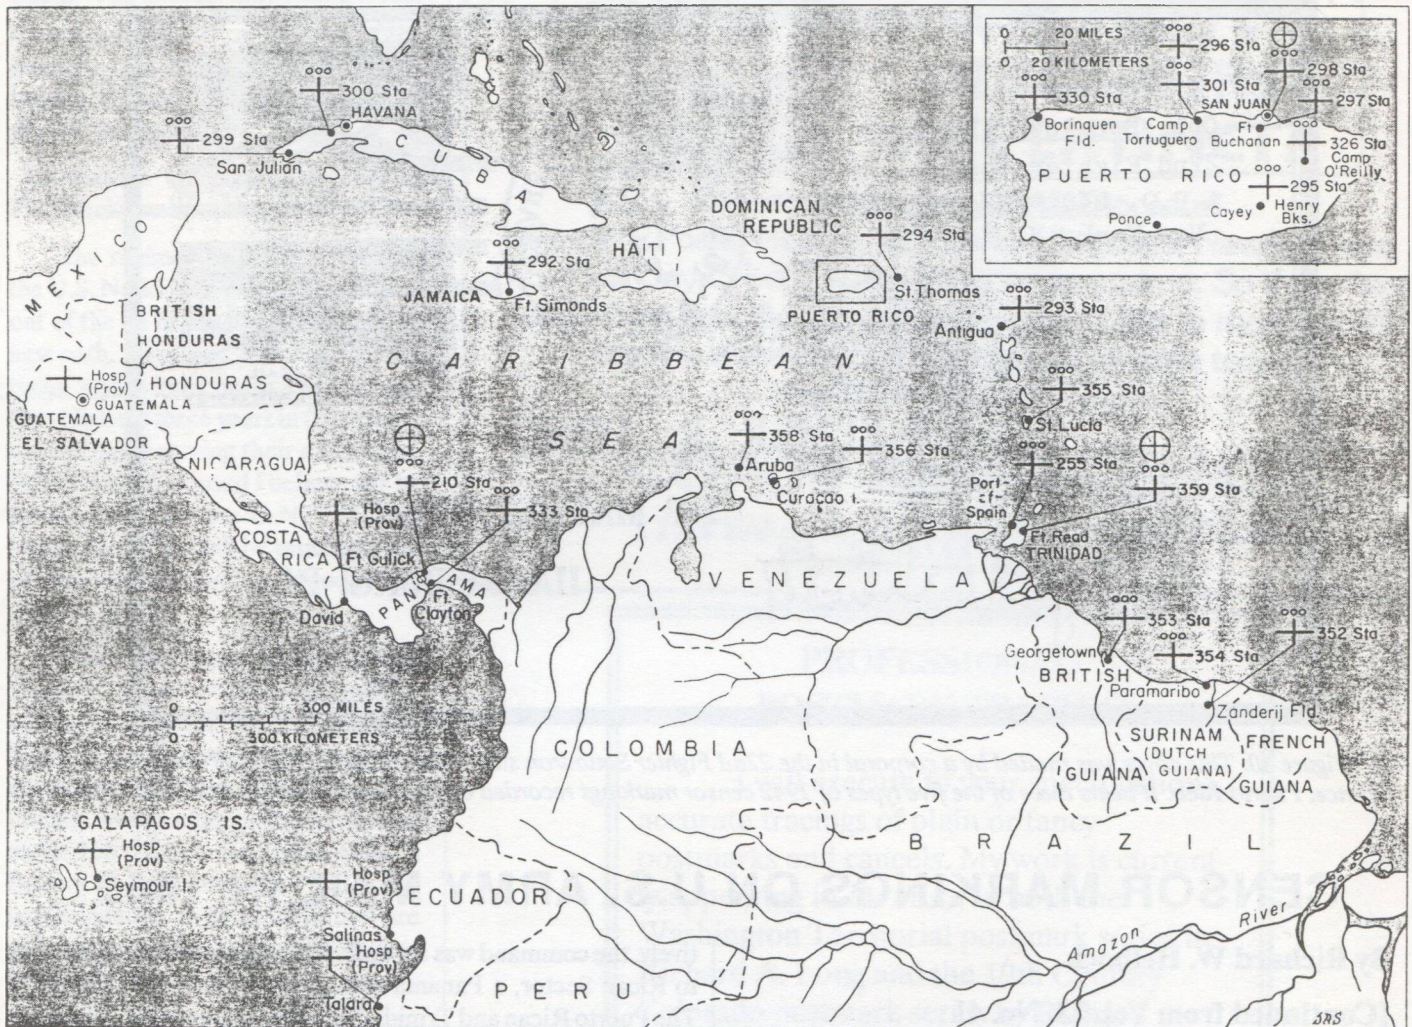 0 20 MILES
0 20 KILOMETERS
296 Sta
298 Sta
301 Sta
SAN JUAN
297 Sta
330 Sta
Borinquen
Fld.
Camp
Tortuguero
Ft
Buchanan
326 Sta
Camp
O'Reilly
PUERTO RICO
295 Sta
Henry
Bks.
Cayey
Ponce
300 Sta
HAVANA
299 Sta
San Julian
CUBA
MEXICO
DOMINICAN
REPUBLIC
HAITI
294 Sta
St. Thomas
PUERTO RICO
292 Sta
JAMAICA
Ft. Simonds
293 Sta
Antigua
BRITISH
HONDURAS
CARIBBEAN
SEA
Hosp
(Prov)
GUATEMALA
HONDURAS
GUATEMALA
EL SALVADOR
355 Sta
St. Lucia
358 Sta
Aruba
356 Sta
Curaçao I.
255 Sta
Port-
of-
Spain
359 Sta
Ft. Read
TRINIDAD
NICARAGUA
210 Sta
Hosp
(Prov)
333 Sta
COSTA
RICA
Ft Gulick
PANAMA
Ft.
Clayton
David
VENEZUELA
353 Sta
352 Sta
354 Sta
Georgetown
BRITISH
GUIANA
Paramaribo
Zanderij Fld.
SURINAM
(DUTCH
GUIANA)
FRENCH
GUIANA
0 300 MILES
0 300 KILOMETERS
COLOMBIA
BRAZIL
GALAPAGOS IS.
Hosp
(Prov)
Seymour I.
Hosp
(Prov)
ECUADOR
Salinas
Hosp
(Prov)
Talara
PERU
Amazon River
BRS